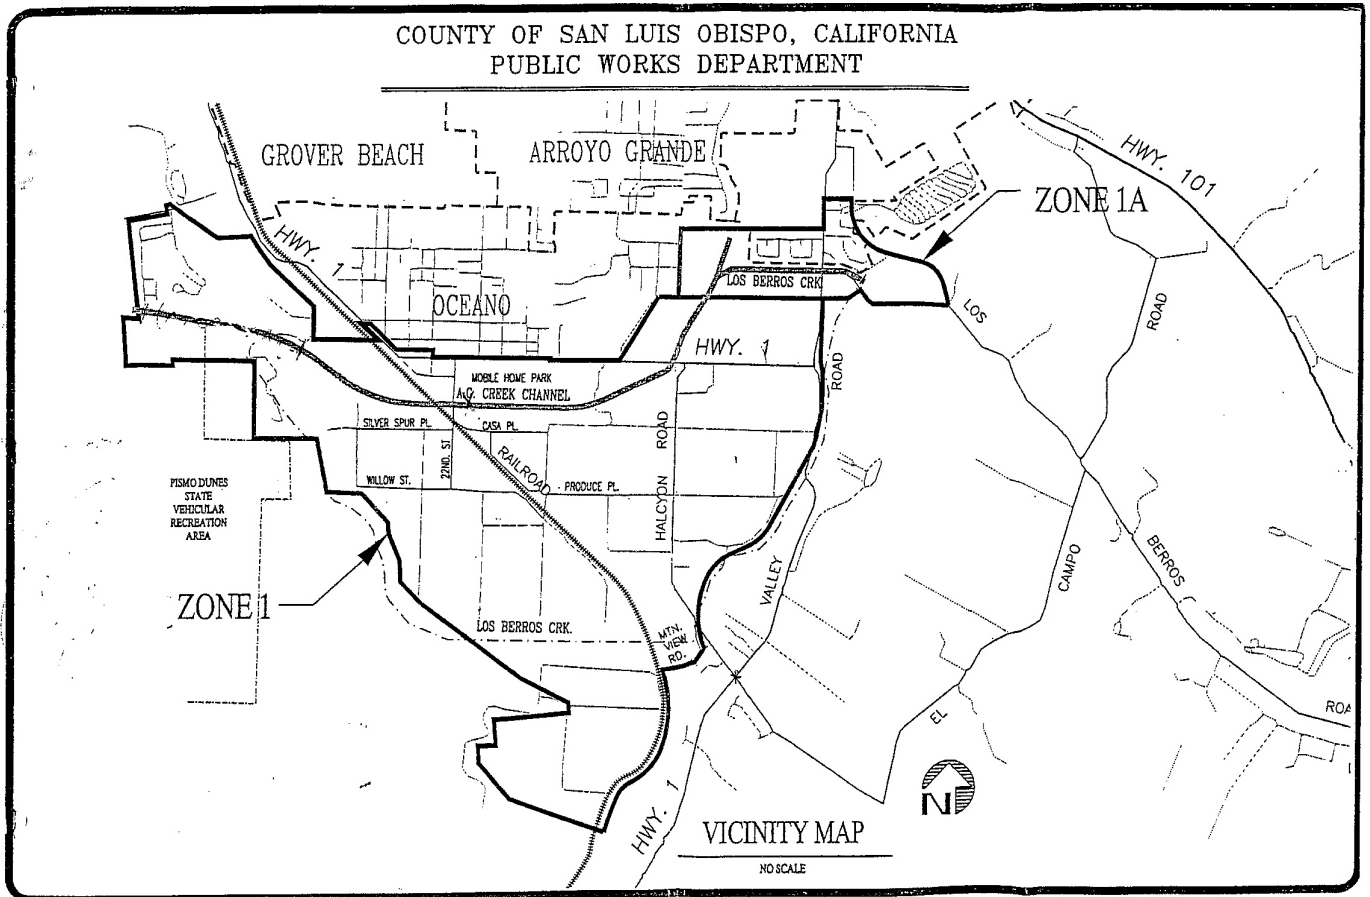 COUNTY OF SAN LUIS OBISPO, CALIFORNIA
PUBLIC WORKS DEPARTMENT
GROVER BEACH
ARROYO GRANDE
HWY. 101
ZONE 1A
HWY. 1
OCEANO
LOS BERROS CRK
LOS
ROAD
HWY. 1
ROAD
MOBILE HOME PARK
A.G. CREEK CHANNEL
SILVER SPUR PL.
CASA PL.
22ND. ST
RAILROAD
HALCYON ROAD
WILLOW ST.
PRODUCE PL.
PISMO DUNES
STATE
VEHICULAR
RECREATION
AREA
BERROS
VALLEY
CAMPO
ZONE 1
LOS BERROS CRK.
MTN.
VIEW
RD.
ROA
EL
N
HWY. 1
VICINITY MAP
NO SCALE